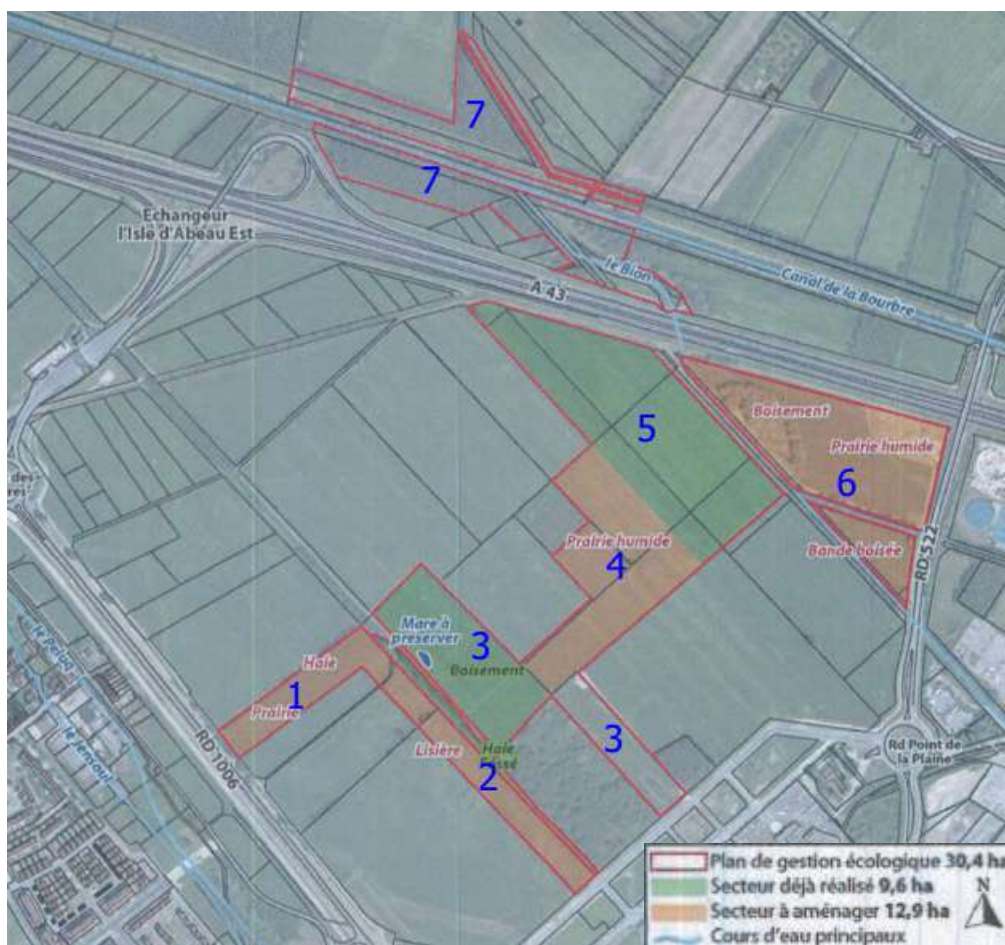 7
7
Echangeur
l'Isle d'Abeau Est
le Bion
A 43
Canal de la Bourbre
Boisement
5
Prairie humide
6
des
Prairie humide
Bande boisée
RD 522
4
Mare à
préserver
3
Boisement
le Pelud
Haie
1
Prairie
Lisière
3
RD 1006
Haie
2
Rd Point de
la Plaine
Plan de gestion écologique 30,4 ha
Secteur déjà réalisé 9,6 ha
N
Secteur à aménager 12,9 ha
Cours d'eau principaux